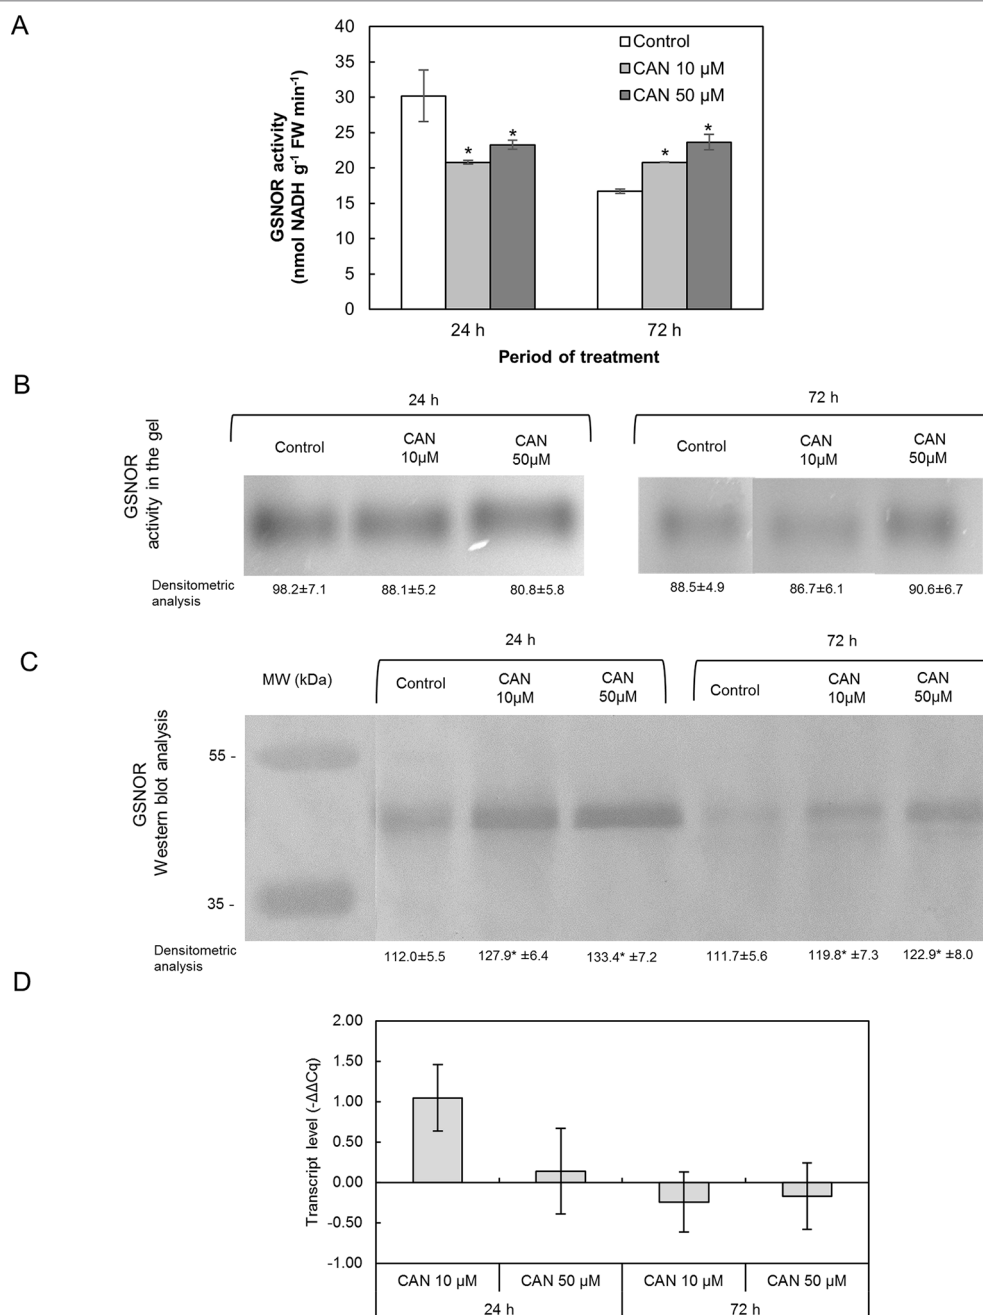 A
GSNOR activity
(nmol NADH g⁻¹ FW min⁻¹)
40
35
30
25
20
15
10
5
0
Control
CAN 10 µM
CAN 50 µM
*
*
*
*
24 h
72 h
Period of treatment
B
GSNOR
activity in the gel
24 h
72 h
Control
CAN
10µM
CAN
50µM
Control
CAN
10µM
CAN
50µM
Densitometric
analysis
98.2±7.1
88.1±5.2
80.8±5.8
88.5±4.9
86.7±6.1
90.6±6.7
C
GSNOR
Western blot analysis
24 h
72 h
MW (kDa)
Control
CAN
10µM
CAN
50µM
Control
CAN
10µM
CAN
50µM
55 -
35 -
Densitometric
analysis
112.0±5.5
127.9* ±6.4
133.4* ±7.2
111.7±5.6
119.8* ±7.3
122.9* ±8.0
D
Transcript level (-ΔΔCq)
2.00
1.50
1.00
0.50
0.00
-0.50
-1.00
CAN 10 µM
CAN 50 µM
CAN 10 µM
CAN 50 µM
24 h
72 h